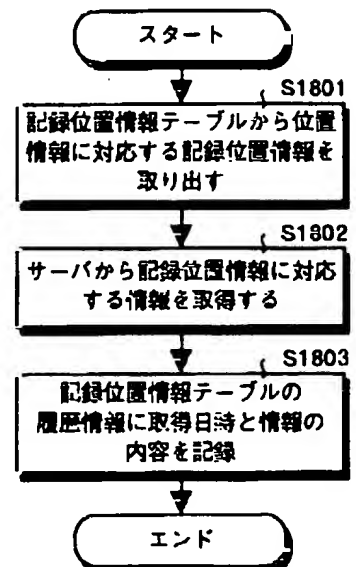 スタート
S1801
記録位置情報テーブルから位置
情報に対応する記録位置情報を
取り出す
S1802
サーバから記録位置情報に対応
する情報を取得する
S1803
記録位置情報テーブルの
履歴情報に取得日時と情報の
内容を記録
エンド